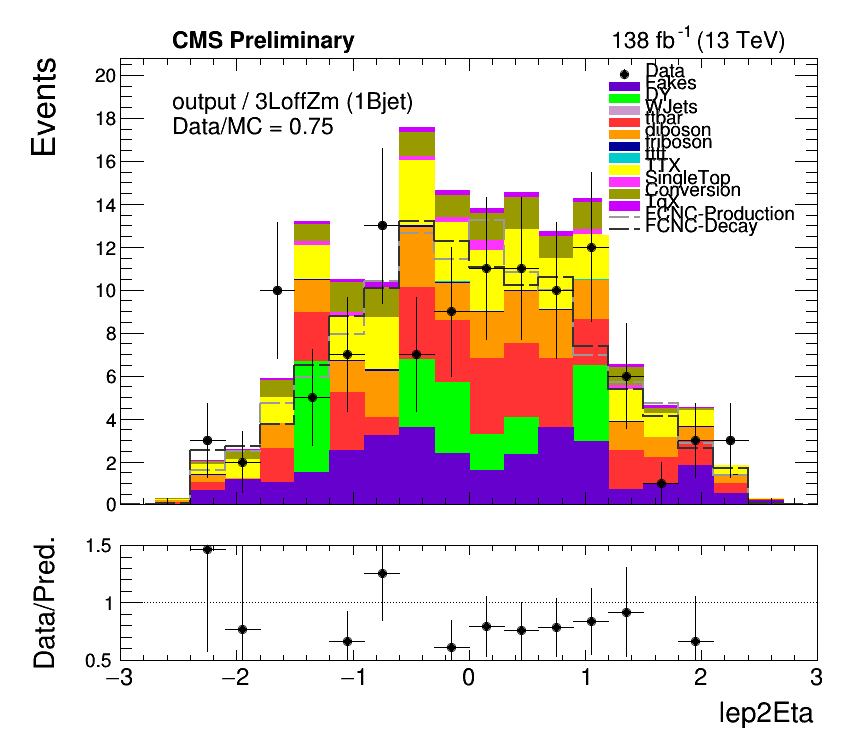 CMS Preliminary
138 fb-1 (13 TeV)
Events
output / 3LoffZm (1Bjet)
Data/MC = 0.75
Data
Fakes
DY
WJets
ttbar
diboson
triboson
tttt
TTX
SingleTop
Conversion
TqX
FCNC-Production
FCNC-Decay
20
18
16
14
12
10
8
6
4
2
0
Data/Pred.
1.5
1
0.5
−3
−2
−1
0
1
2
3
lep2Eta